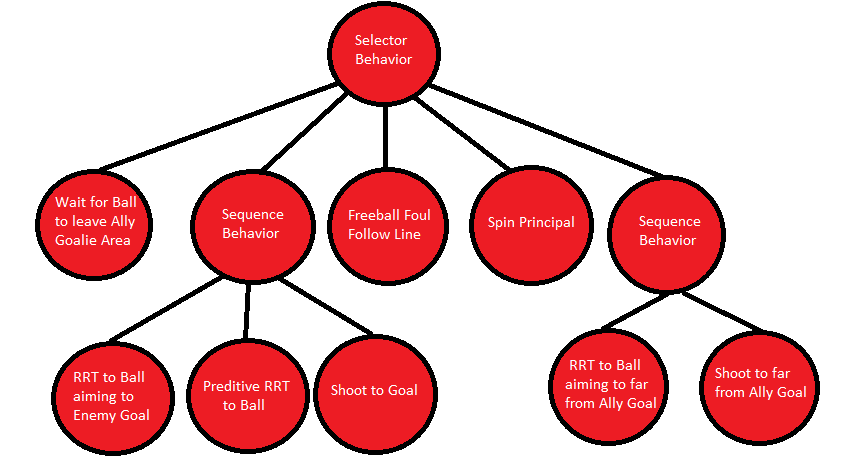 Selector
Behavior
Wait for Ball
to leave Ally
Goalie Area
Sequence
Behavior
Freeball Foul
Follow Line
Spin Principal
Sequence
Behavior
RRT to Ball
aiming to
Enemy Goal
Preditive RRT
to Ball
Shoot to Goal
RRT to Ball
aiming to far
from Ally Goal
Shoot to far
from Ally Goal